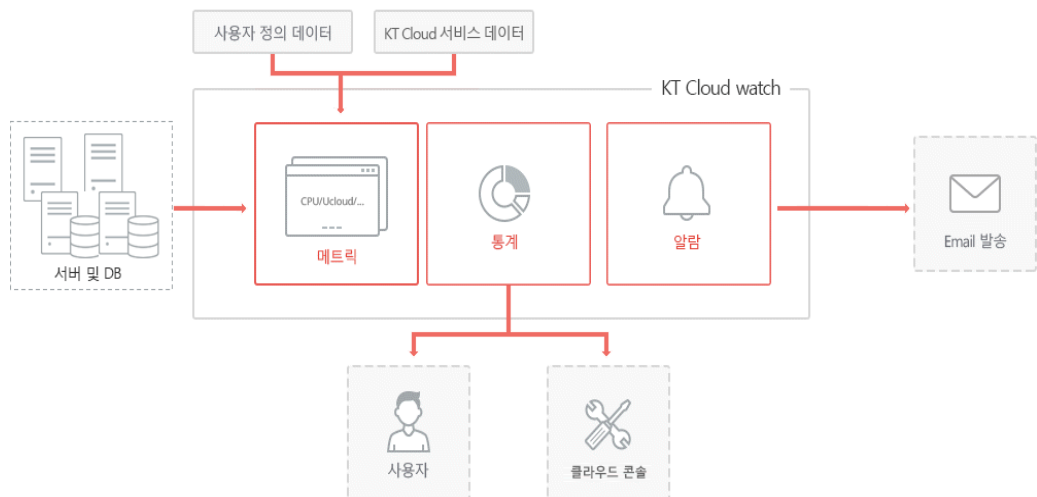 사용자 정의 데이터
KT Cloud 서비스 데이터
KT Cloud watch
CPU/Ucloud/...
메트릭
통계
알람
서버 및 DB
Email 발송
사용자
클라우드 콘솔